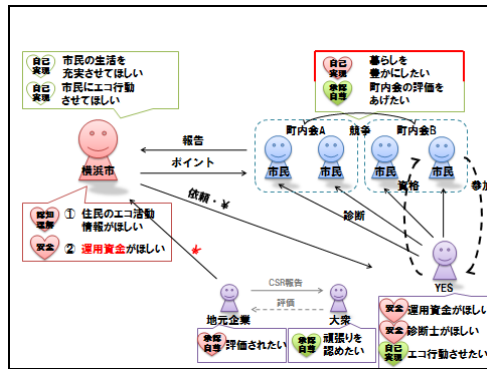 自己
実現
市民の生活を
充実させてほしい
自己
実現
市民にエコ行動
させてほしい
自己
実現
暮らしを
豊かにしたい
承認
自尊
町内会の評価を
あげたい
町内会A
競争
町内会B
報告
ポイント
横浜市
市民
市民
市民
市民
資格
参加
依頼・¥
診断
認知
理解
① 住民のエコ活動
情報がほしい
安全
② 運用資金がほしい
¥
CSR報告
評価
地元企業
大衆
YES
承認
自尊
評価されたい
承認
自尊
頑張りを
認めたい
安全
運用資金がほしい
安全
診断士がほしい
自己
実現
エコ行動させたい